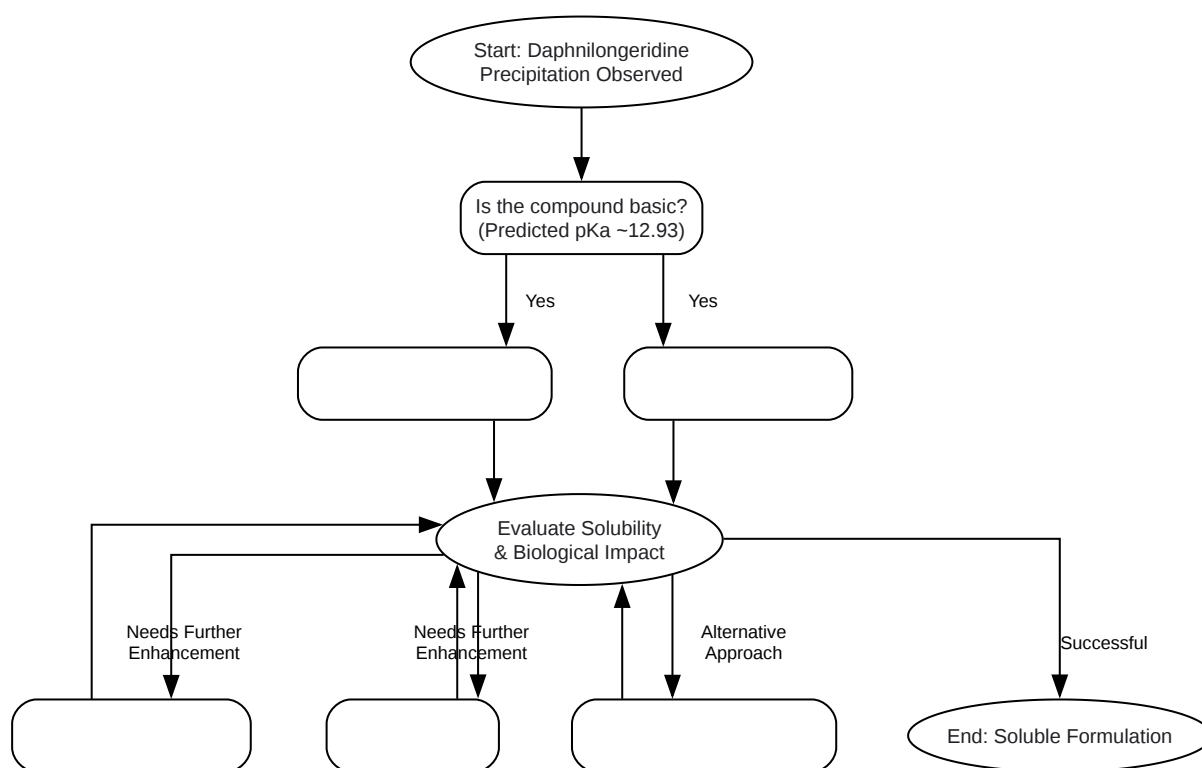 Start: Daphnilongeridine
Precipitation Observed
Is the compound basic?
(Predicted pKa ~12.93)
Yes
Yes
Evaluate Solubility
& Biological Impact
Needs Further
Enhancement
Needs Further
Enhancement
Alternative
Approach
Successful
End: Soluble Formulation